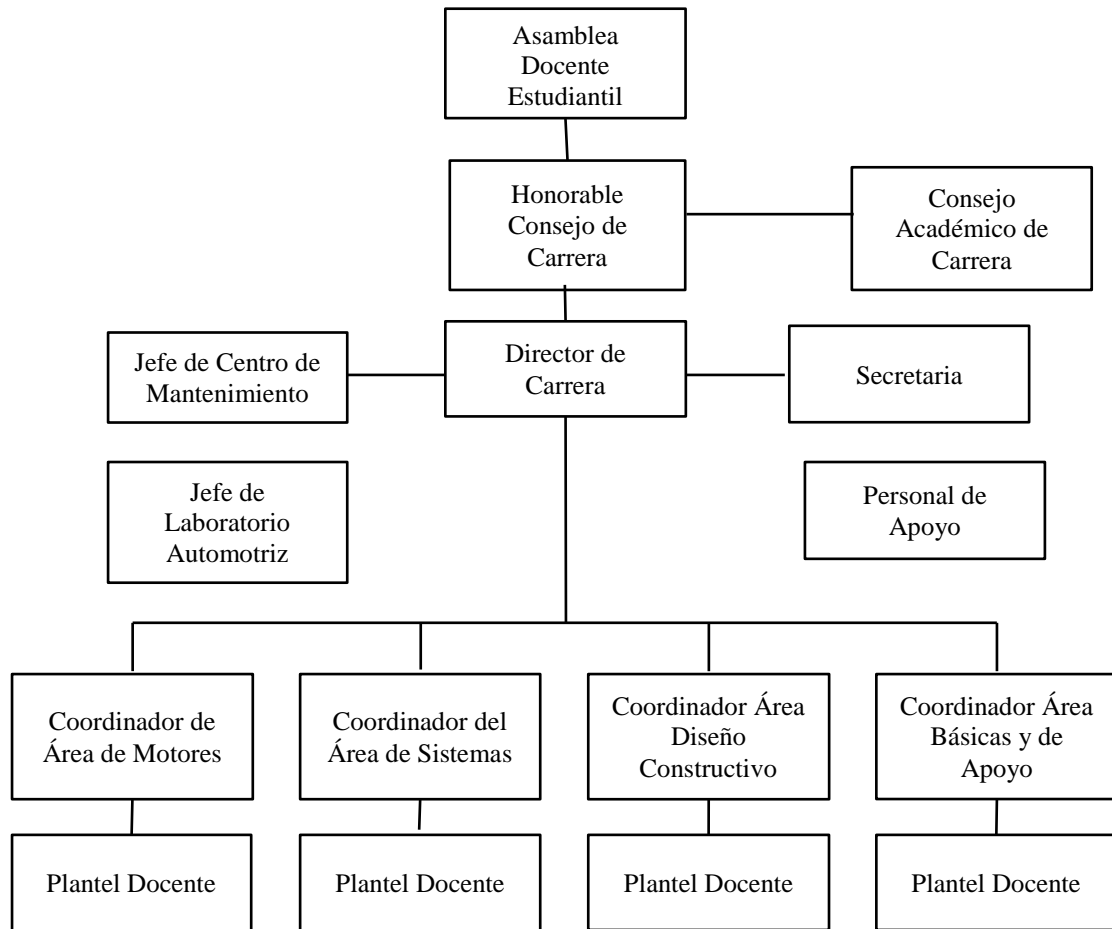 Asamblea
Docente
Estudiantil
Honorable
Consejo de
Carrera
Consejo
Académico de
Carrera
Jefe de Centro de
Mantenimiento
Director de
Carrera
Secretaria
Jefe de
Laboratorio
Automotriz
Personal de
Apoyo
Coordinador de
Área de Motores
Coordinador del
Área de Sistemas
Coordinador Área
Diseño
Constructivo
Coordinador Área
Básicas y de
Apoyo
Plantel Docente
Plantel Docente
Plantel Docente
Plantel Docente